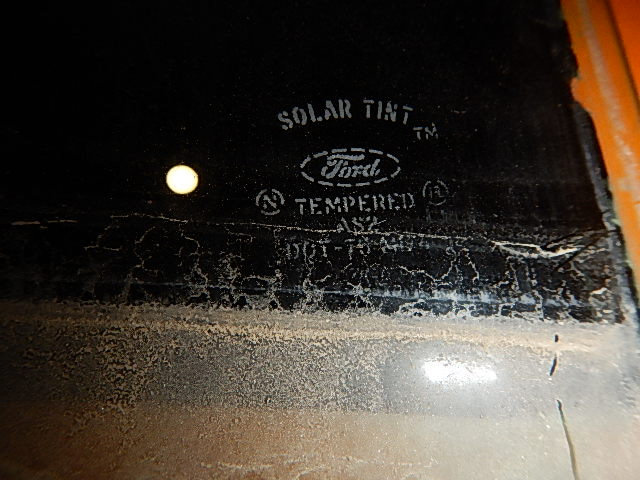 SOLAR TINT TM
Ford
N TEMPERED R
AS2